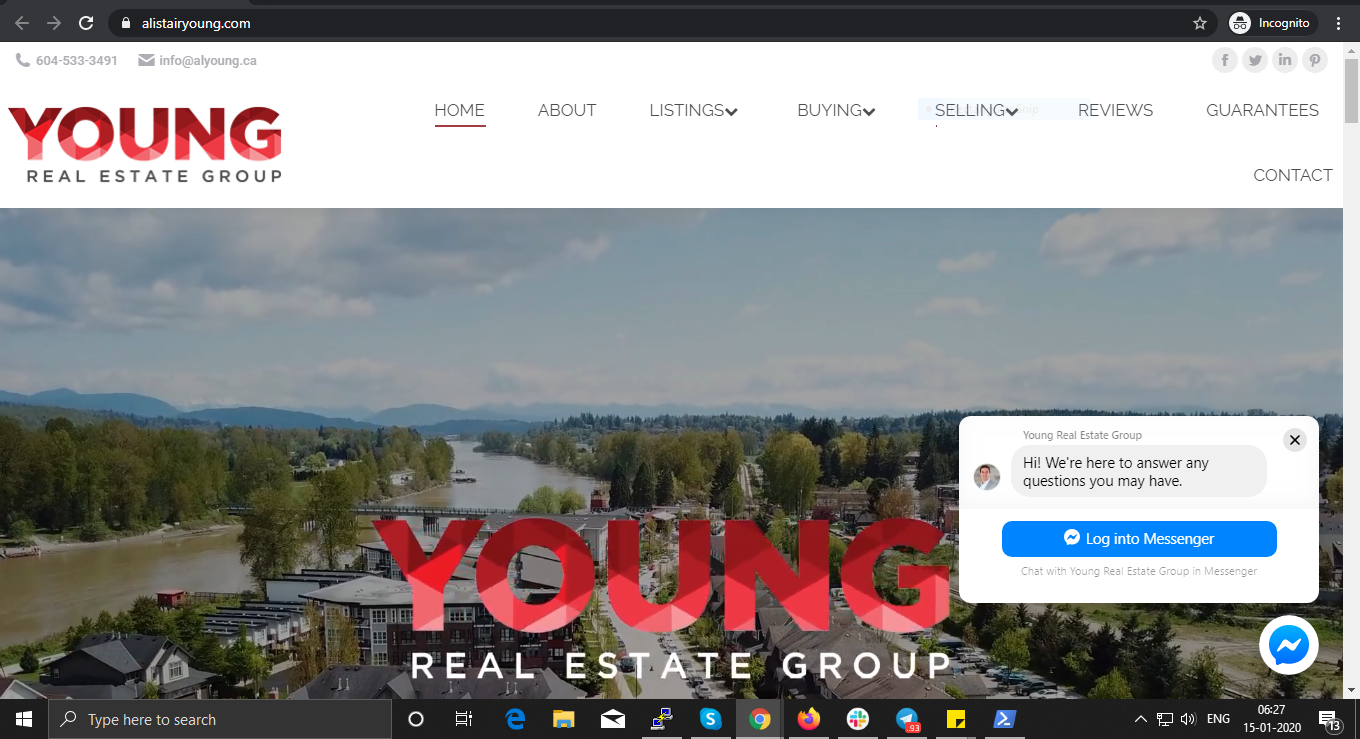 alistairyoung.com
Incognito
604-533-3491 info@alyoung.ca
HOME ABOUT LISTINGS BUYING SELLING REVIEWS GUARANTEES
CONTACT
YOUNG
REAL ESTATE GROUP
Young Real Estate Group
Hi! We're here to answer any
questions you may have.
Log into Messenger
Chat with Young Real Estate Group in Messenger
YOUNG
REAL ESTATE GROUP
Type here to search
93
ENG
06:27
15-01-2020
13